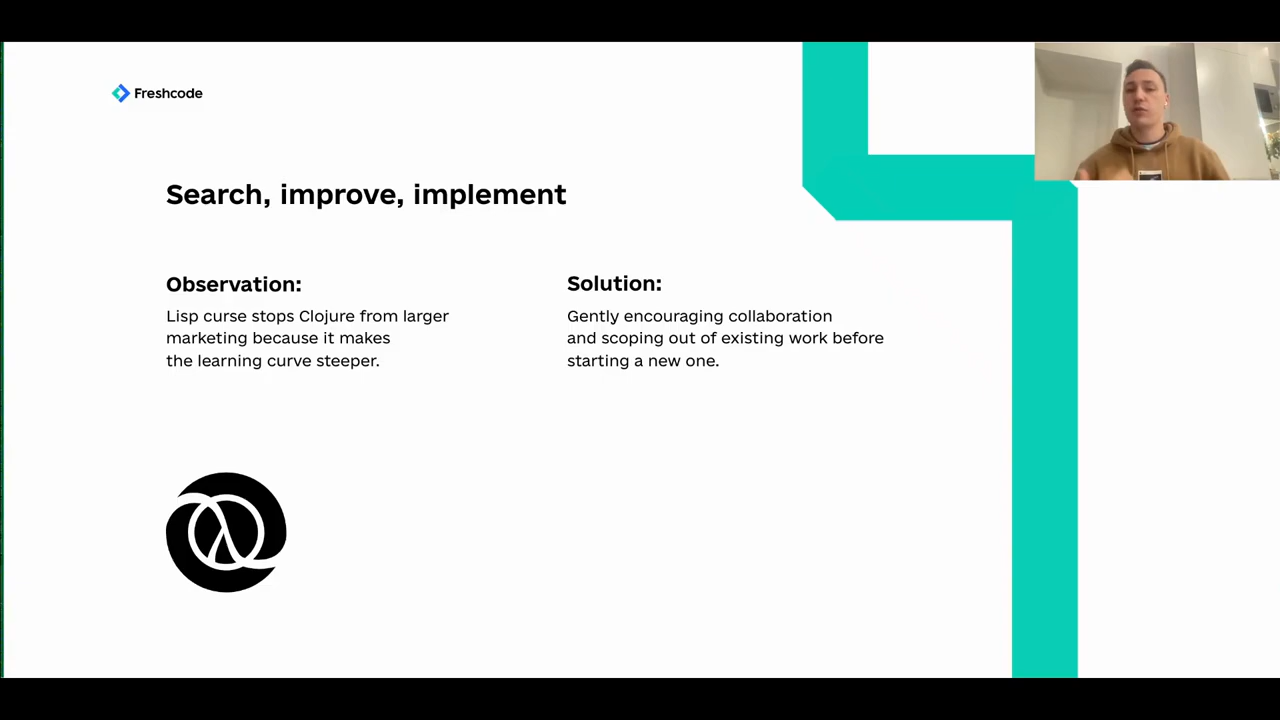 Freshcode
Search, improve, implement
Observation:
Lisp curse stops Clojure from larger
marketing because it makes
the learning curve steeper.
Solution:
Gently encouraging collaboration
and scoping out of existing work before
starting a new one.